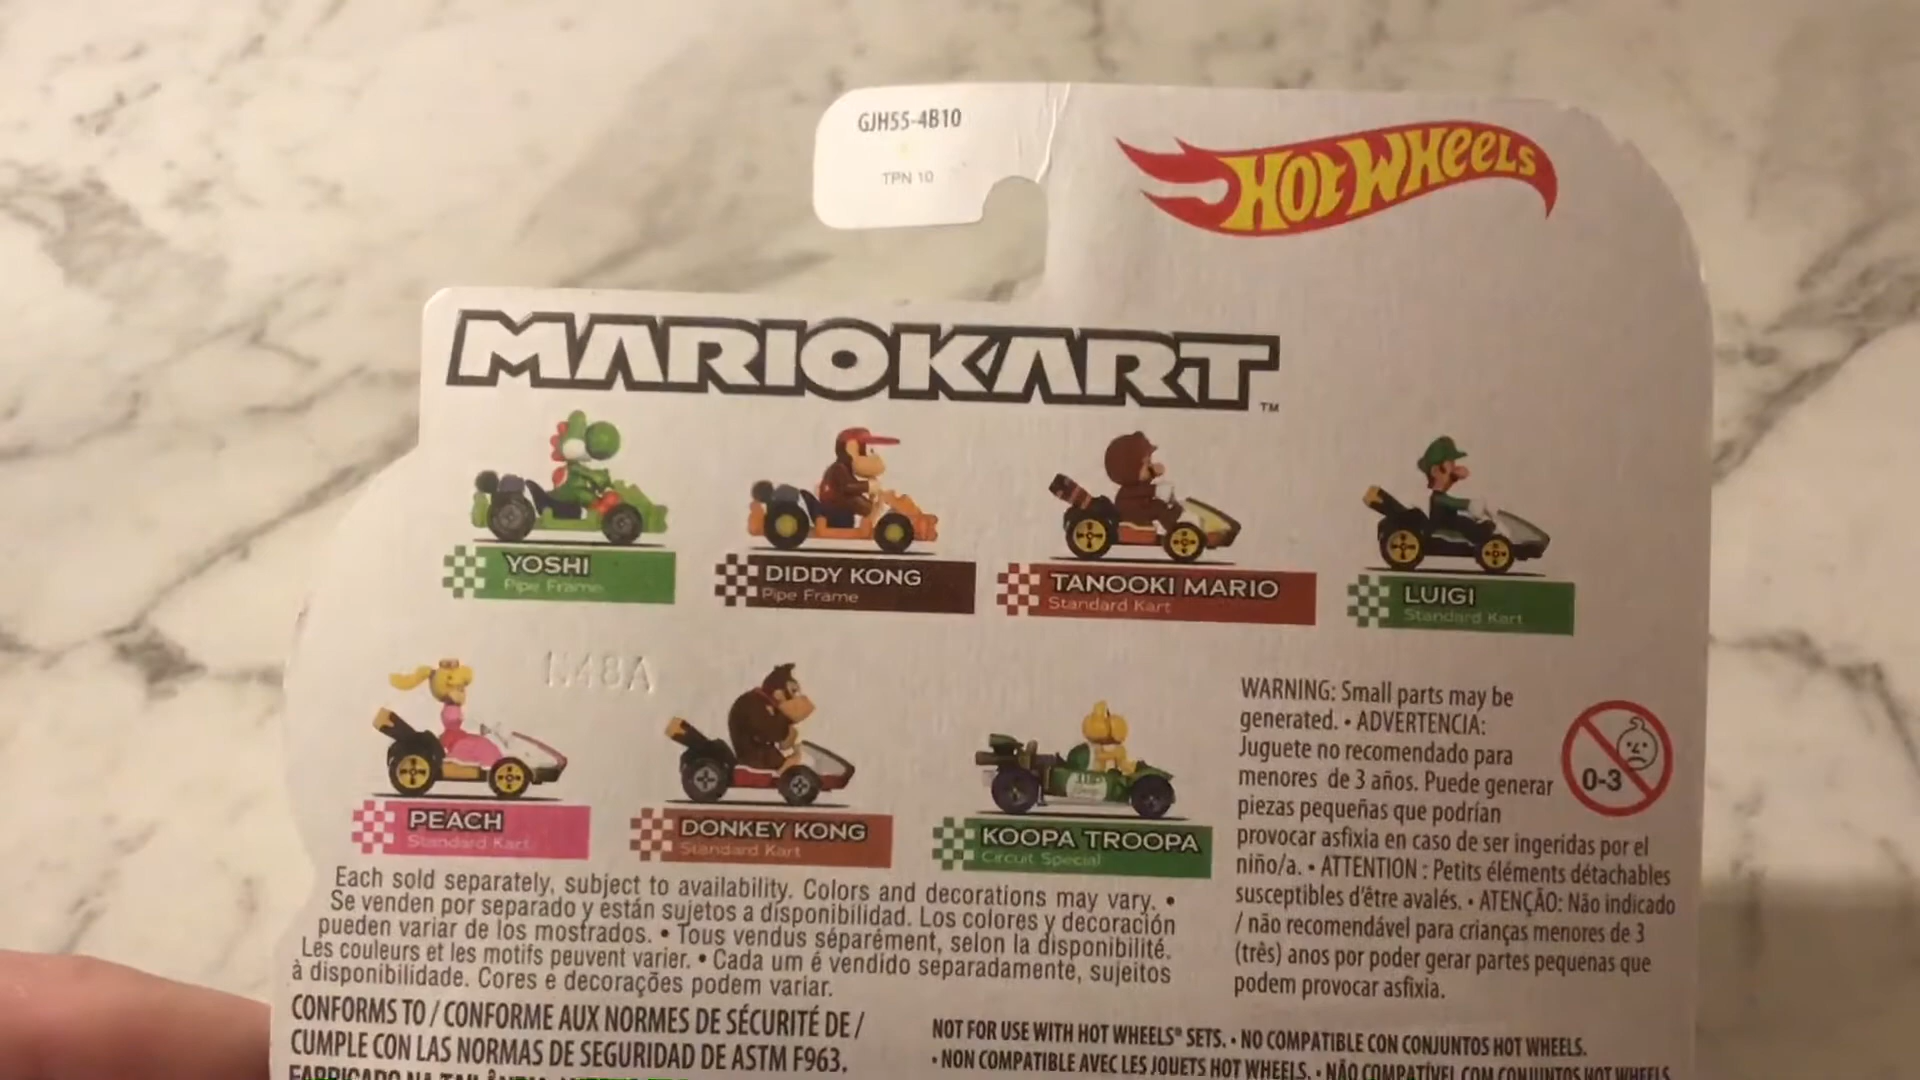 GJH55-4B10
TPN 10
HOT WHEELS
MARIOKART™
YOSHI
Pipe Frame
DIDDY KONG
Pipe Frame
TANOOKI MARIO
Standard Kart
LUIGI
Standard Kart
48A
PEACH
Standard Kart
DONKEY KONG
Standard Kart
KOOPA TROOPA
Circuit Special
WARNING: Small parts may be
generated. • ADVERTENCIA:
Juguete no recomendado para
menores de 3 años. Puede generar
piezas pequeñas que podrían
provocar asfixia en caso de ser ingeridas por el
niño/a. • ATTENTION : Petits éléments détachables
susceptibles d'être avalés. • ATENÇÃO: Não indicado
/ não recomendável para crianças menores de 3
(três) anos por poder gerar partes pequenas que
podem provocar asfixia.
0-3
Each sold separately, subject to availability. Colors and decorations may vary. •
Se venden por separado y están sujetos a disponibilidad. Los colores y decoración
pueden variar de los mostrados. • Tous vendus séparément, selon la disponibilité.
Les couleurs et les motifs peuvent varier. • Cada um é vendido separadamente, sujeitos
à disponibilidade. Cores e decorações podem variar.
CONFORMS TO / CONFORME AUX NORMES DE SÉCURITÉ DE /
CUMPLE CON LAS NORMAS DE SEGURIDAD DE ASTM F963.
NOT FOR USE WITH HOT WHEELS® SETS. • NO COMPATIBLE CON CONJUNTOS HOT WHEELS.
• NON COMPATIBLE AVEC LES JOUETS HOT WHEELS. • NÃO COMPATÍVEL COM CONJUNTOS HOT WHEELS.